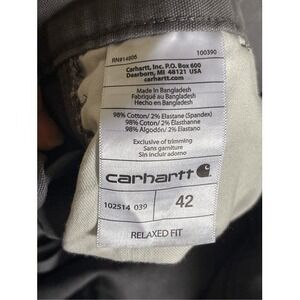 RN#14806 100390
Carhartt, Inc. P.O. Box 600
Dearborn, MI 48121 USA
carhartt.com
Made in Bangladesh
Fabriqué au Bangladesh
Hecho en Bangladesh
98% Cotton/ 2% Elastane (Spandex)
98% Coton/ 2% Élasthanne
98% Algodón/ 2% Elastano
Exclusive of trimming
Sans garniture
Sin incluir adorno
carhartt
102514 039 42
RELAXED FIT